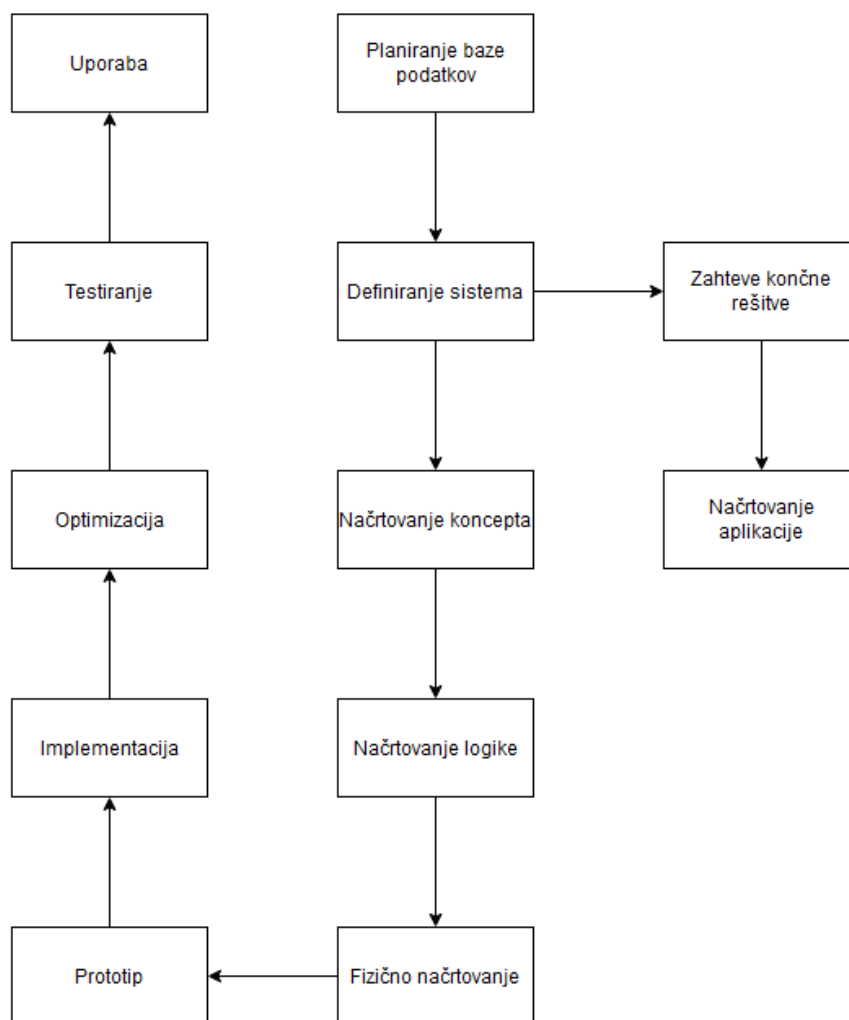 Uporaba
Planiranje baze
podatkov
Testiranje
Definiranje sistema
Zahteve končne
rešitve
Optimizacija
Načrtovanje koncepta
Načrtovanje
aplikacije
Implementacija
Načrtovanje logike
Prototip
Fizično načrtovanje